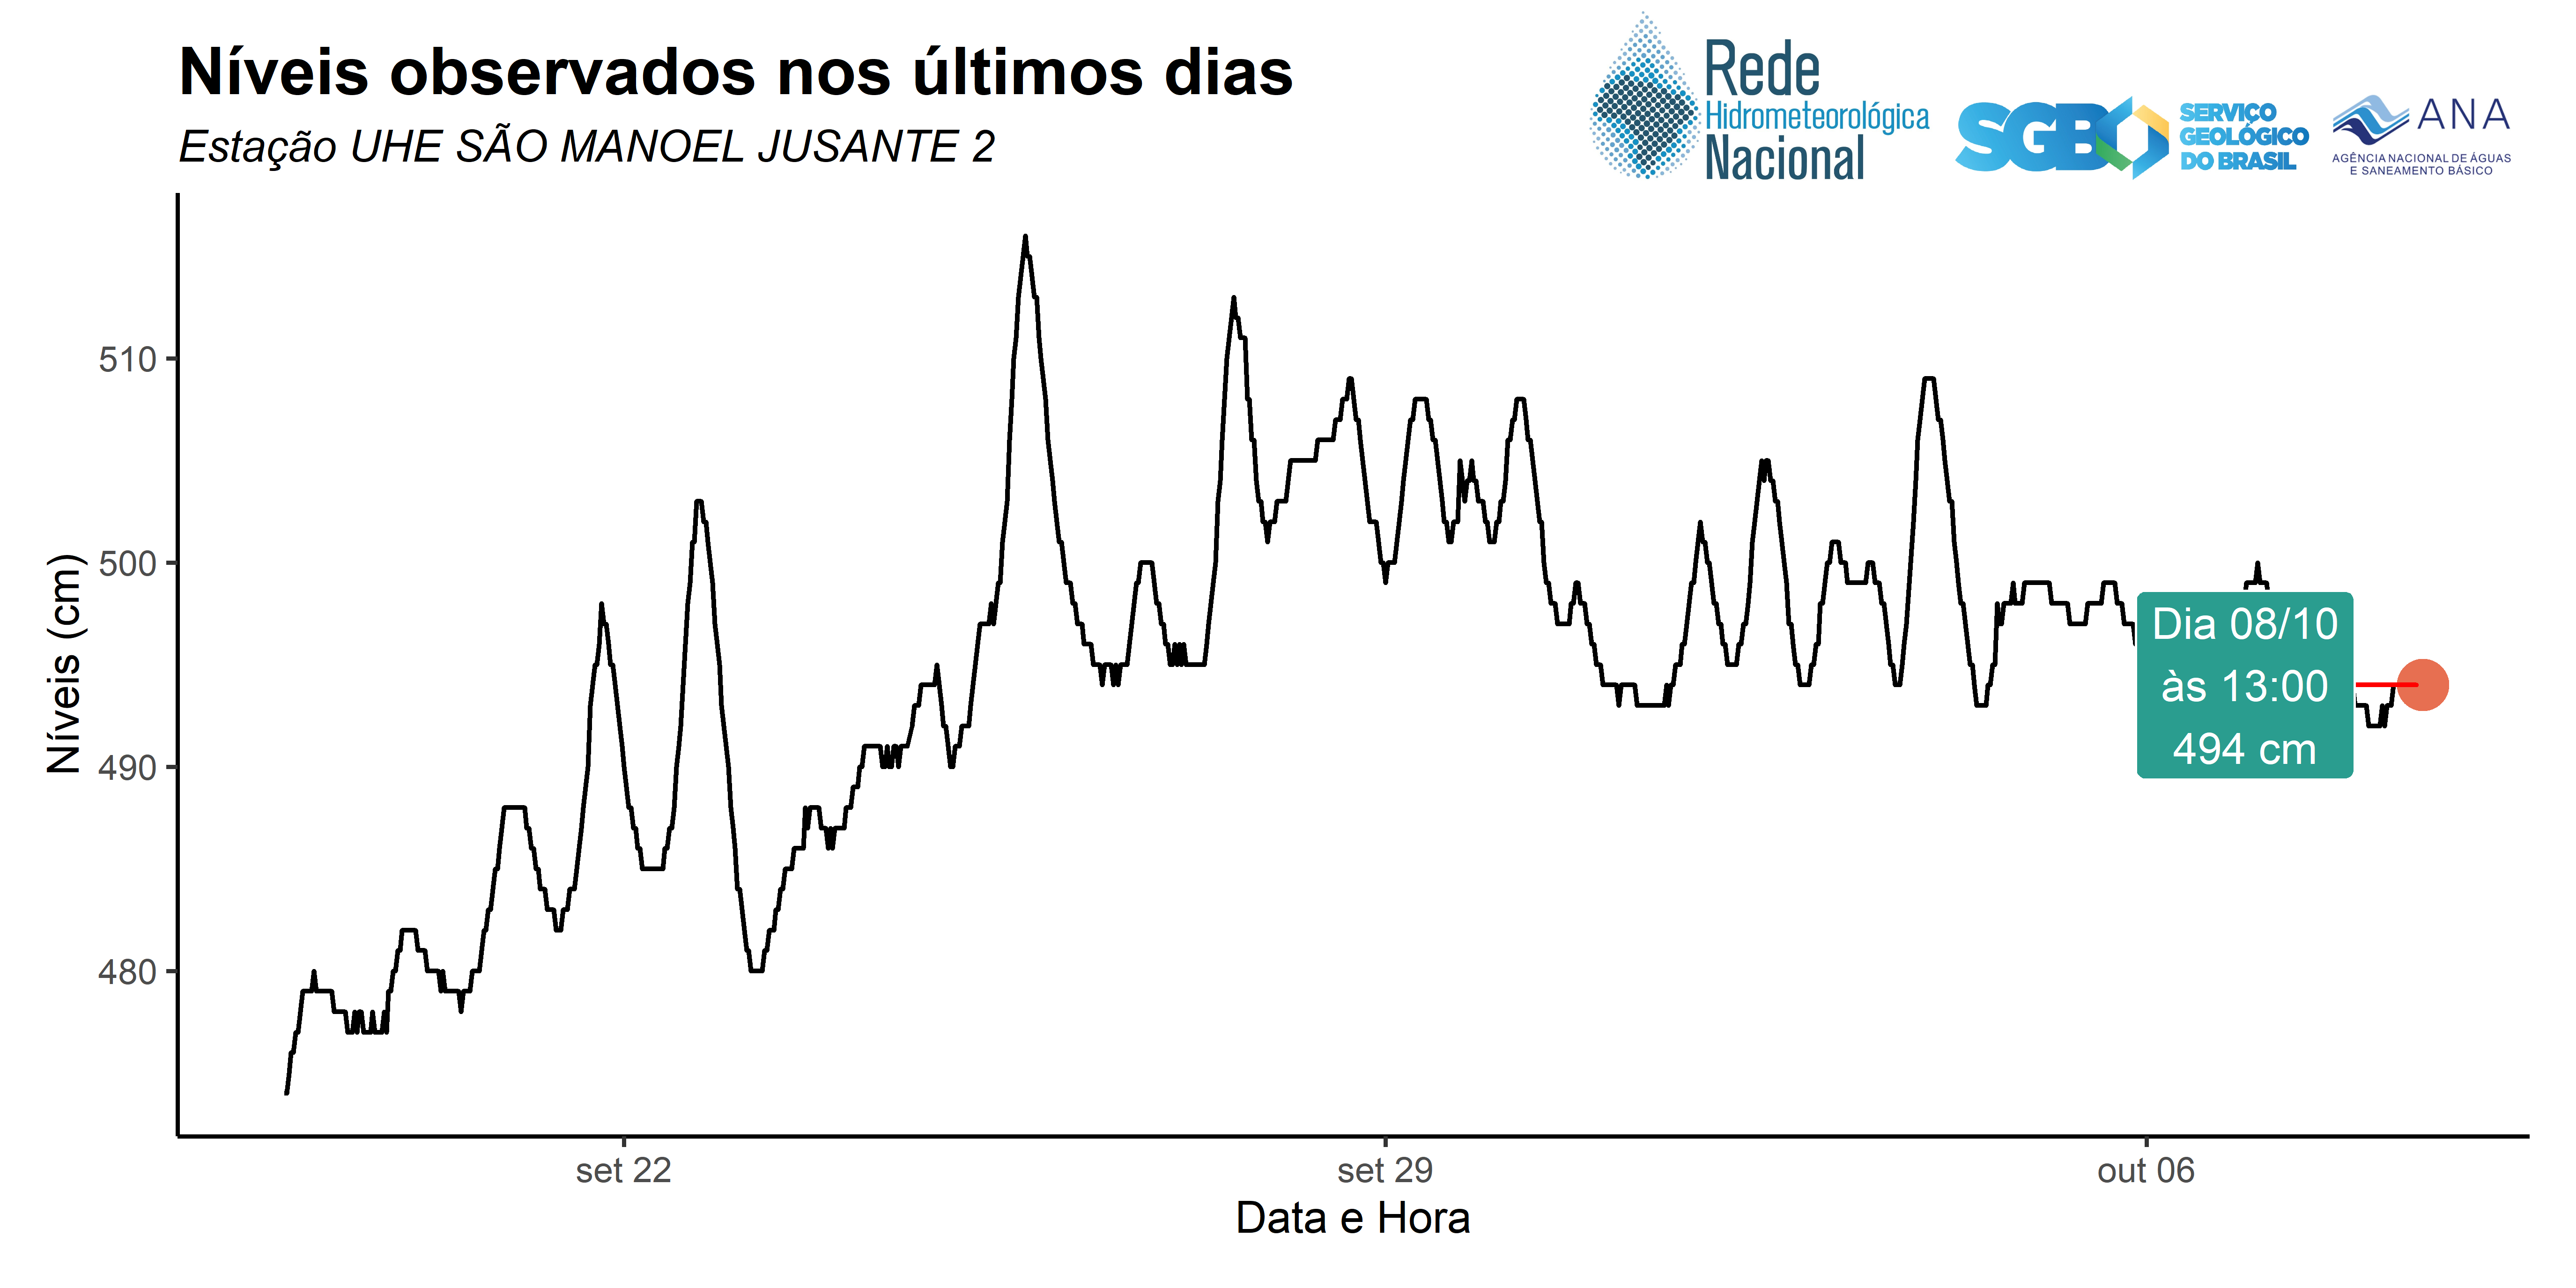 Níveis observados nos últimos dias
Estação UHE SÃO MANOEL JUSANTE 2
Rede
Hidrometeorológica
Nacional
SGB
SERVIÇO
GEOLÓGICO
DO BRASIL
ANA
AGÊNCIA NACIONAL DE ÁGUAS
E SANEAMENTO BÁSICO
Níveis (cm)
510
500
490
480
Dia 08/10
às 13:00
494 cm
set 22
set 29
out 06
Data e Hora